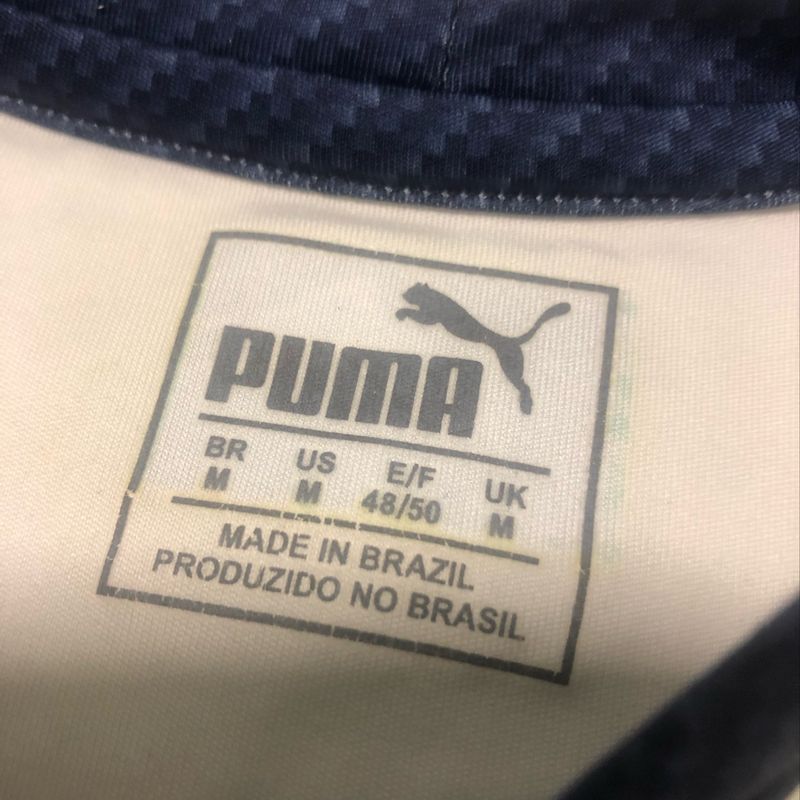 PUMA
BR US E/F UK
M M 48/50 M
MADE IN BRAZIL
PRODUZIDO NO BRASIL